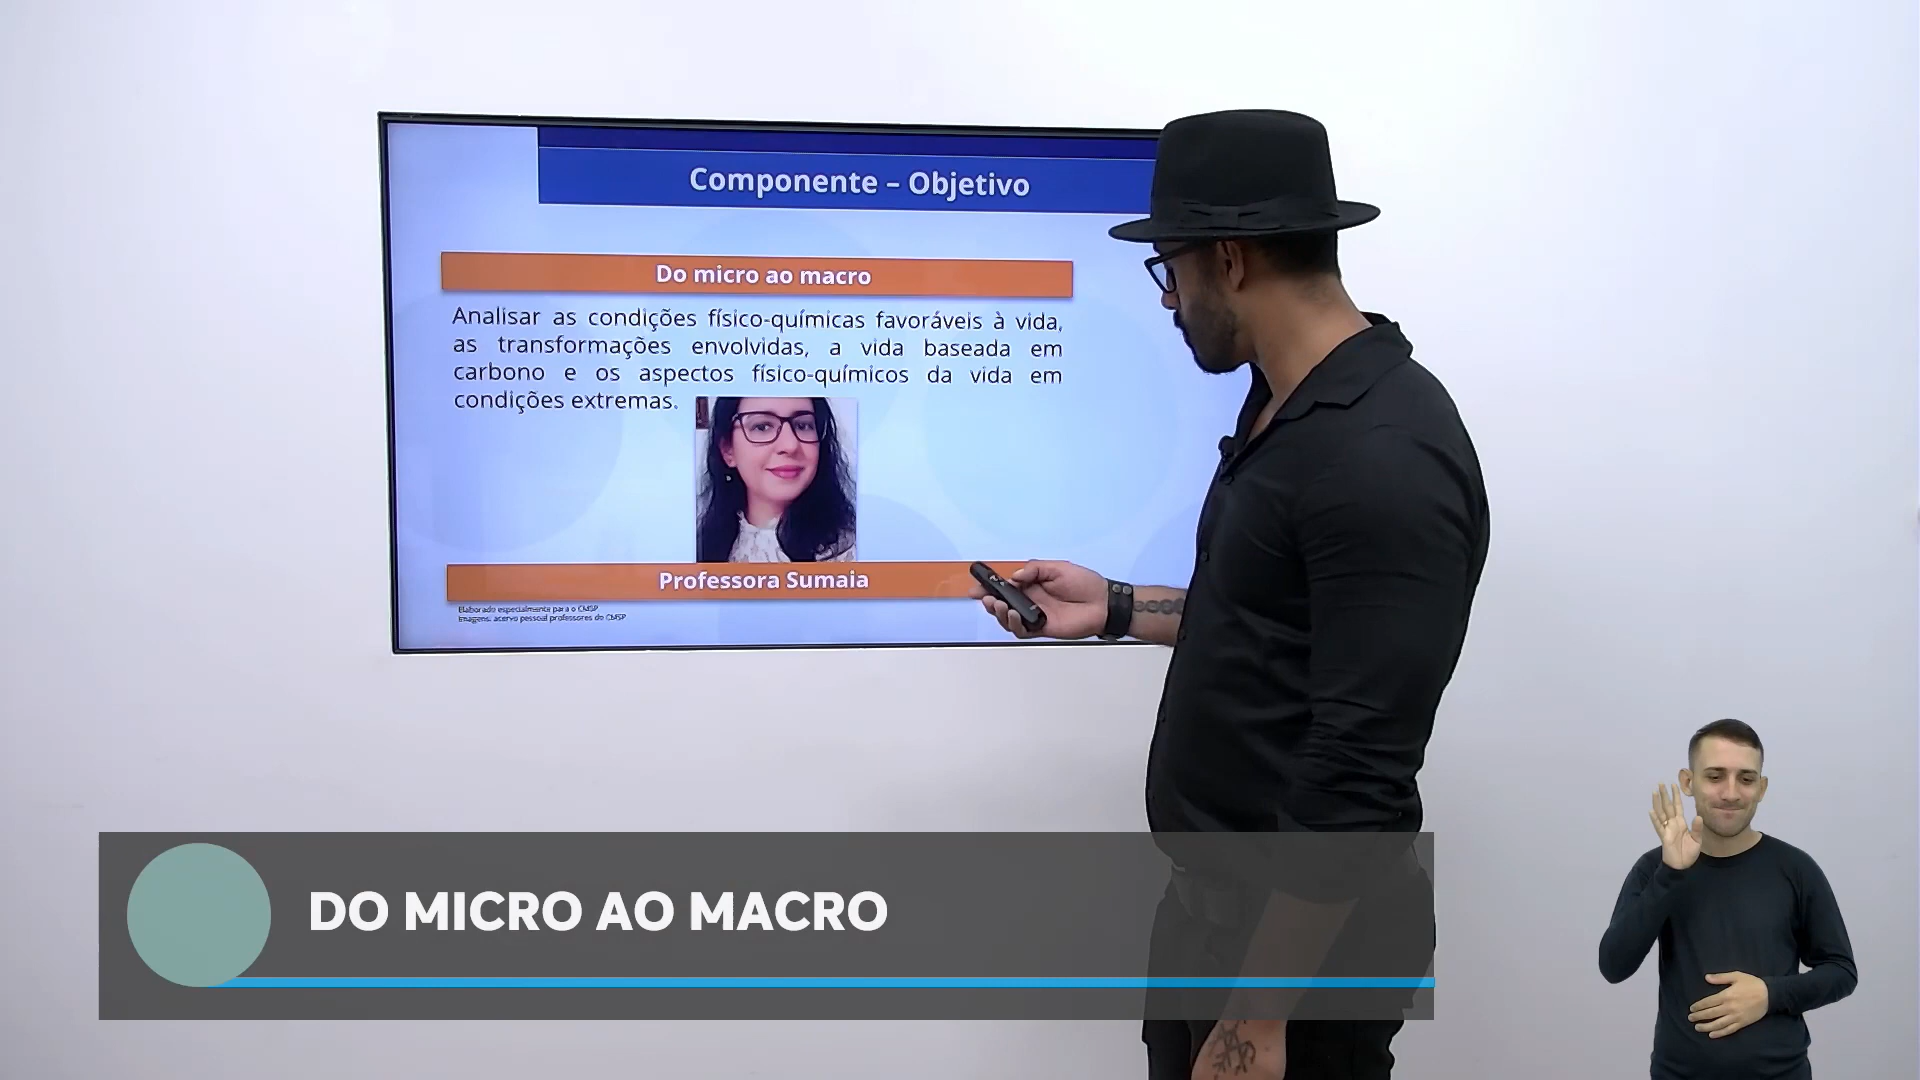 Componente – Objetivo
Do micro ao macro
Analisar as condições físico-químicas favoráveis à vida,
as transformações envolvidas, a vida baseada em
carbono e os aspectos físico-químicos da vida em
condições extremas.
Professora Sumaia
Elaborado especialmente para o CMSP
Imagens: acervo pessoal professores do CMSP
DO MICRO AO MACRO